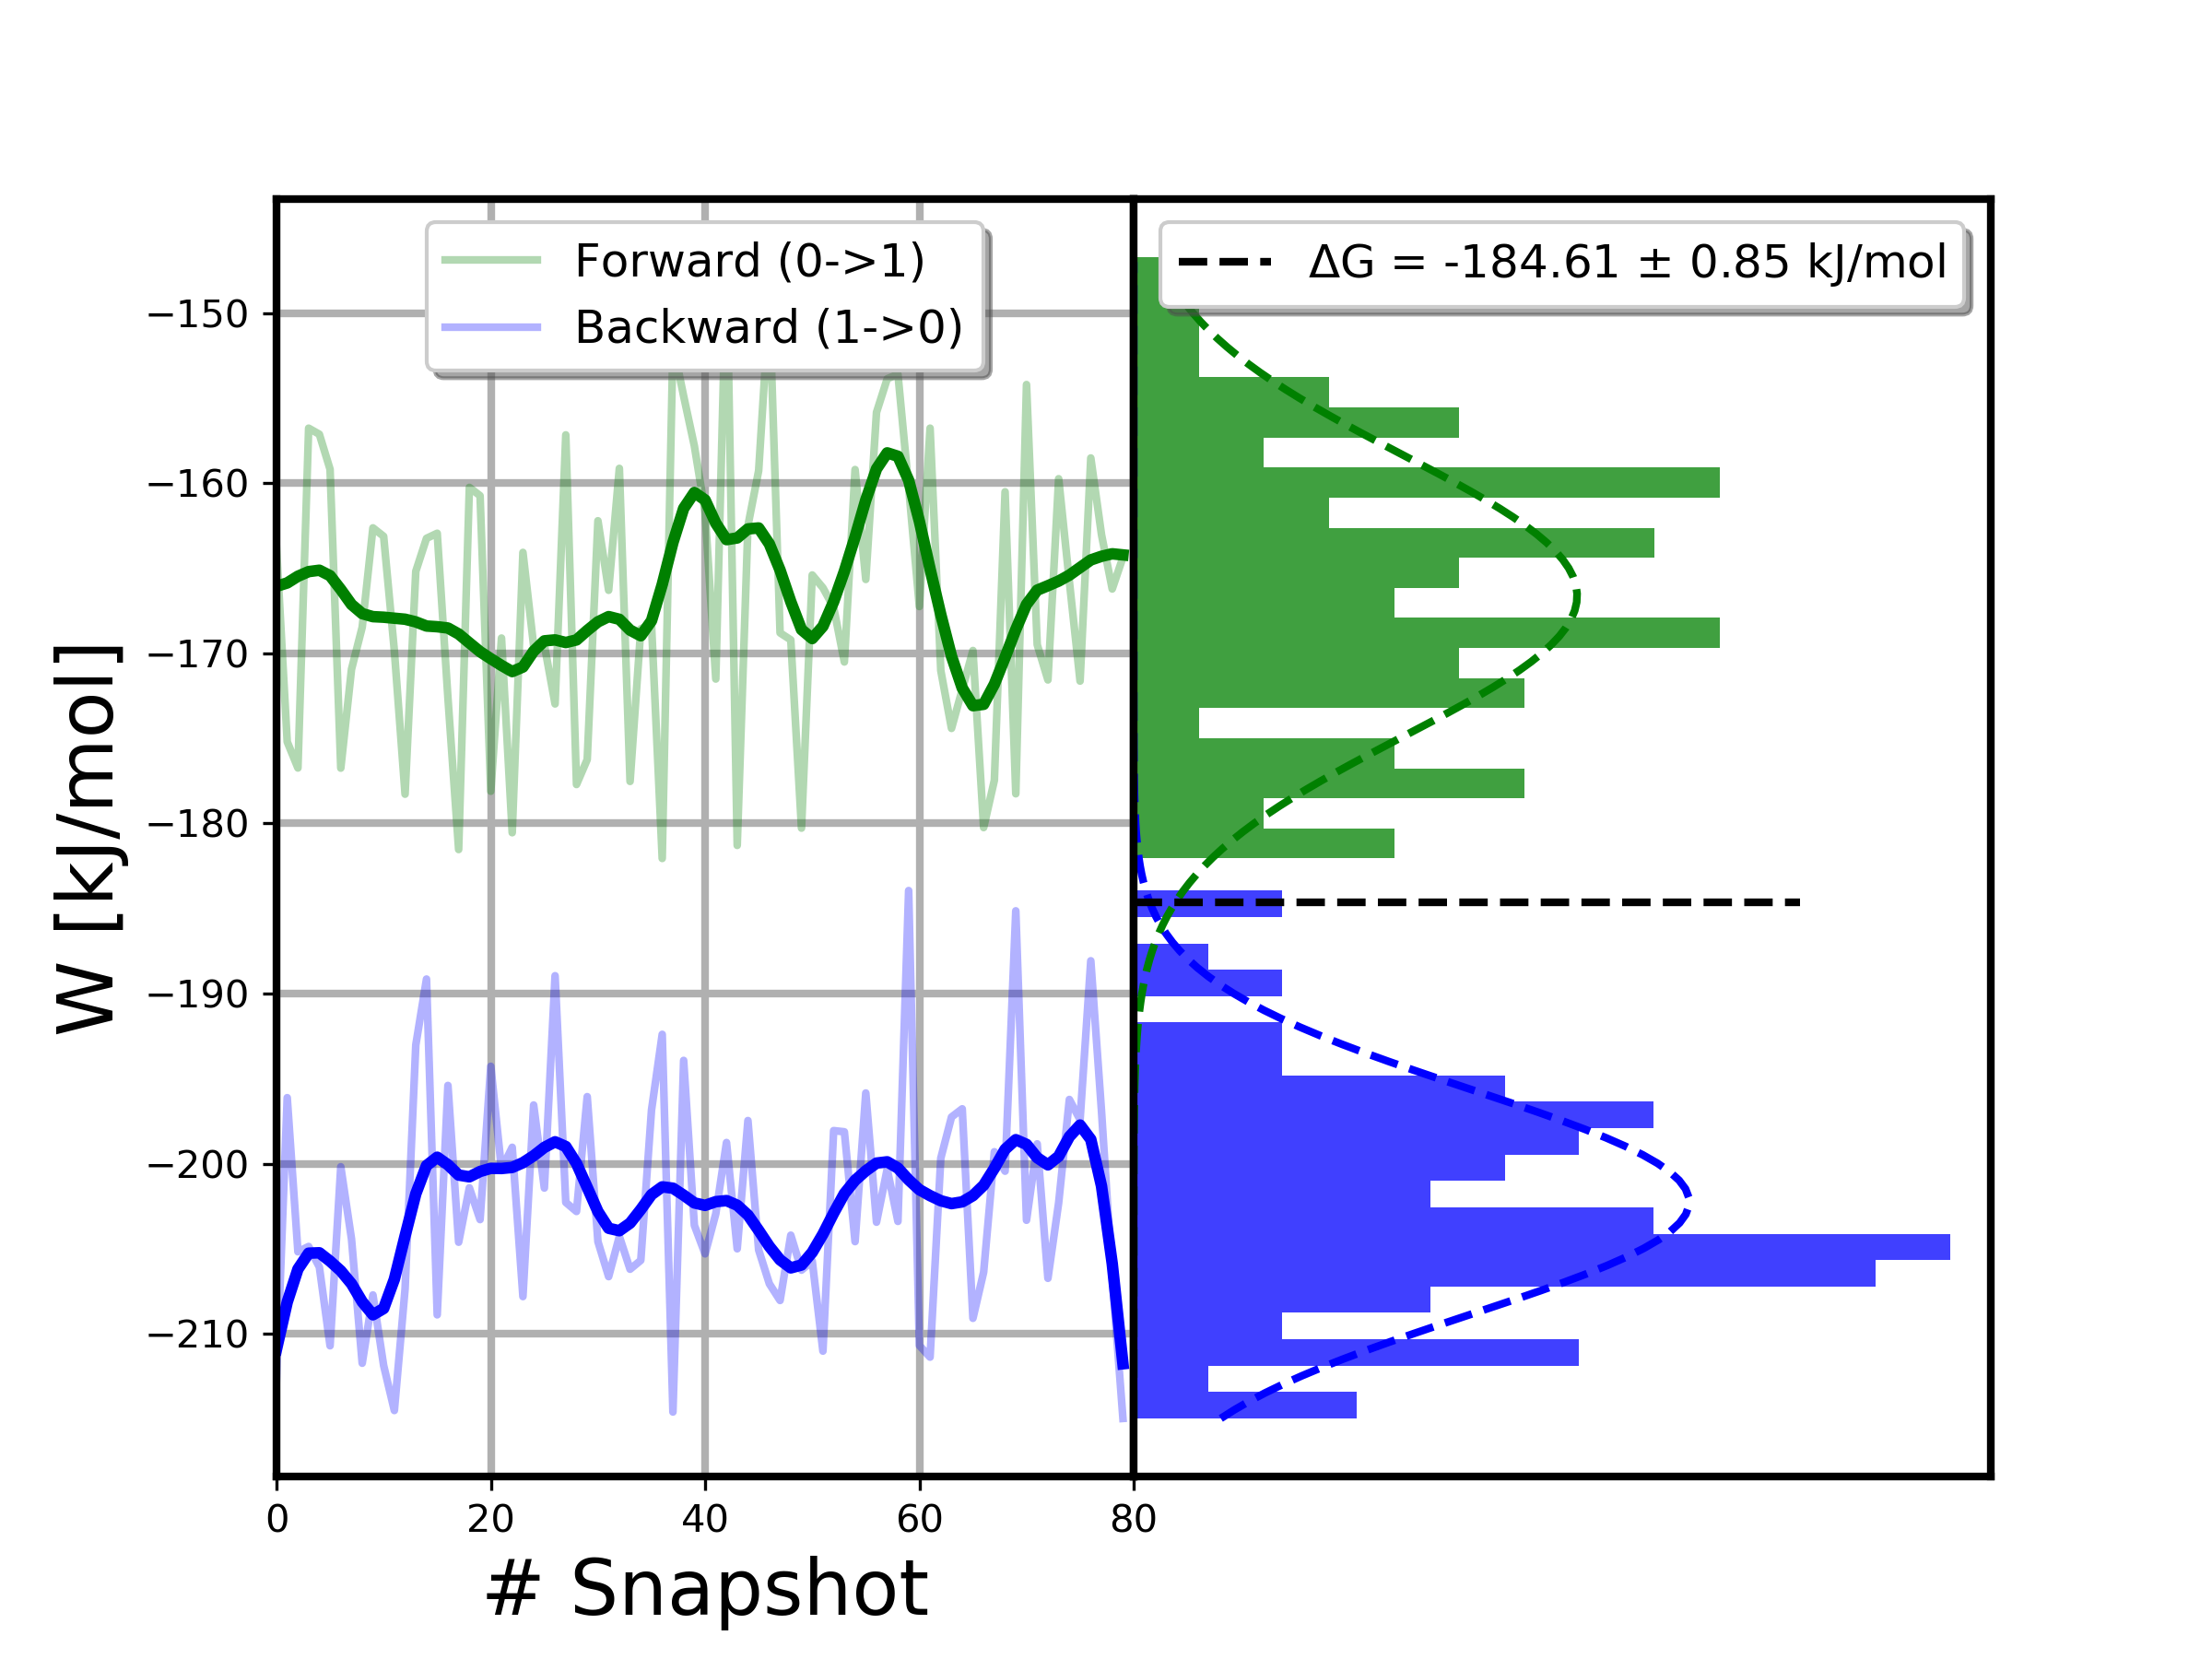 Forward (0->1)
Backward (1->0)
ΔG = -184.61 ± 0.85 kJ/mol
W [kJ/mol]
−150
−160
−170
−180
−190
−200
−210
0 20 40 60 80
# Snapshot